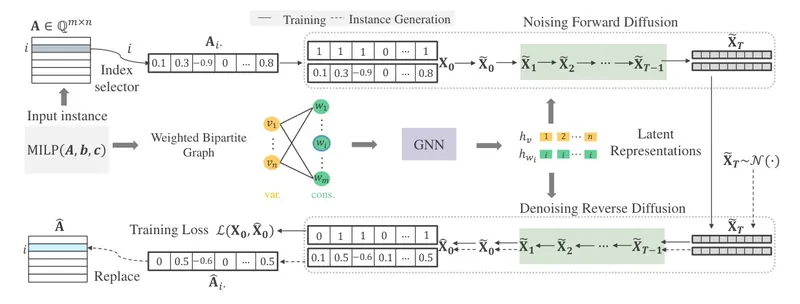 A ∈ ℚ^{m×n}
Training Instance Generation
i
i
Index selector
A_{i·}
0.1 0.3 −0.9 0 ... 0.8
1 1 1 0 ... 1
0.1 0.3 −0.9 0 ... 0.8
X_0
Noising Forward Diffusion
X̃_0 X̃_1 X̃_2 ... X̃_{T−1}
X̃_T
Input instance
MILP(A, b, c)
Weighted Bipartite Graph
v_1
⋮
v_n
var.
w_1
⋮
w_i
⋮
w_m
cons.
GNN
h_v 1 2 ... n
h_{w_i} i i ... i
Latent Representations
X̃_T~𝒩(·)
Denoising Reverse Diffusion
X̃_T
Â
i
Replace
Training Loss ℒ(X_0, X̂_0)
0 0.5 −0.6 0 ... 0.5
Â_{i·}
0 1 1 0 ... 1
0.1 0.5 −0.6 0.1 ... 0.5
X̂_0 X̃_0 X̃_1 X̃_2 ... X̃_{T−1}